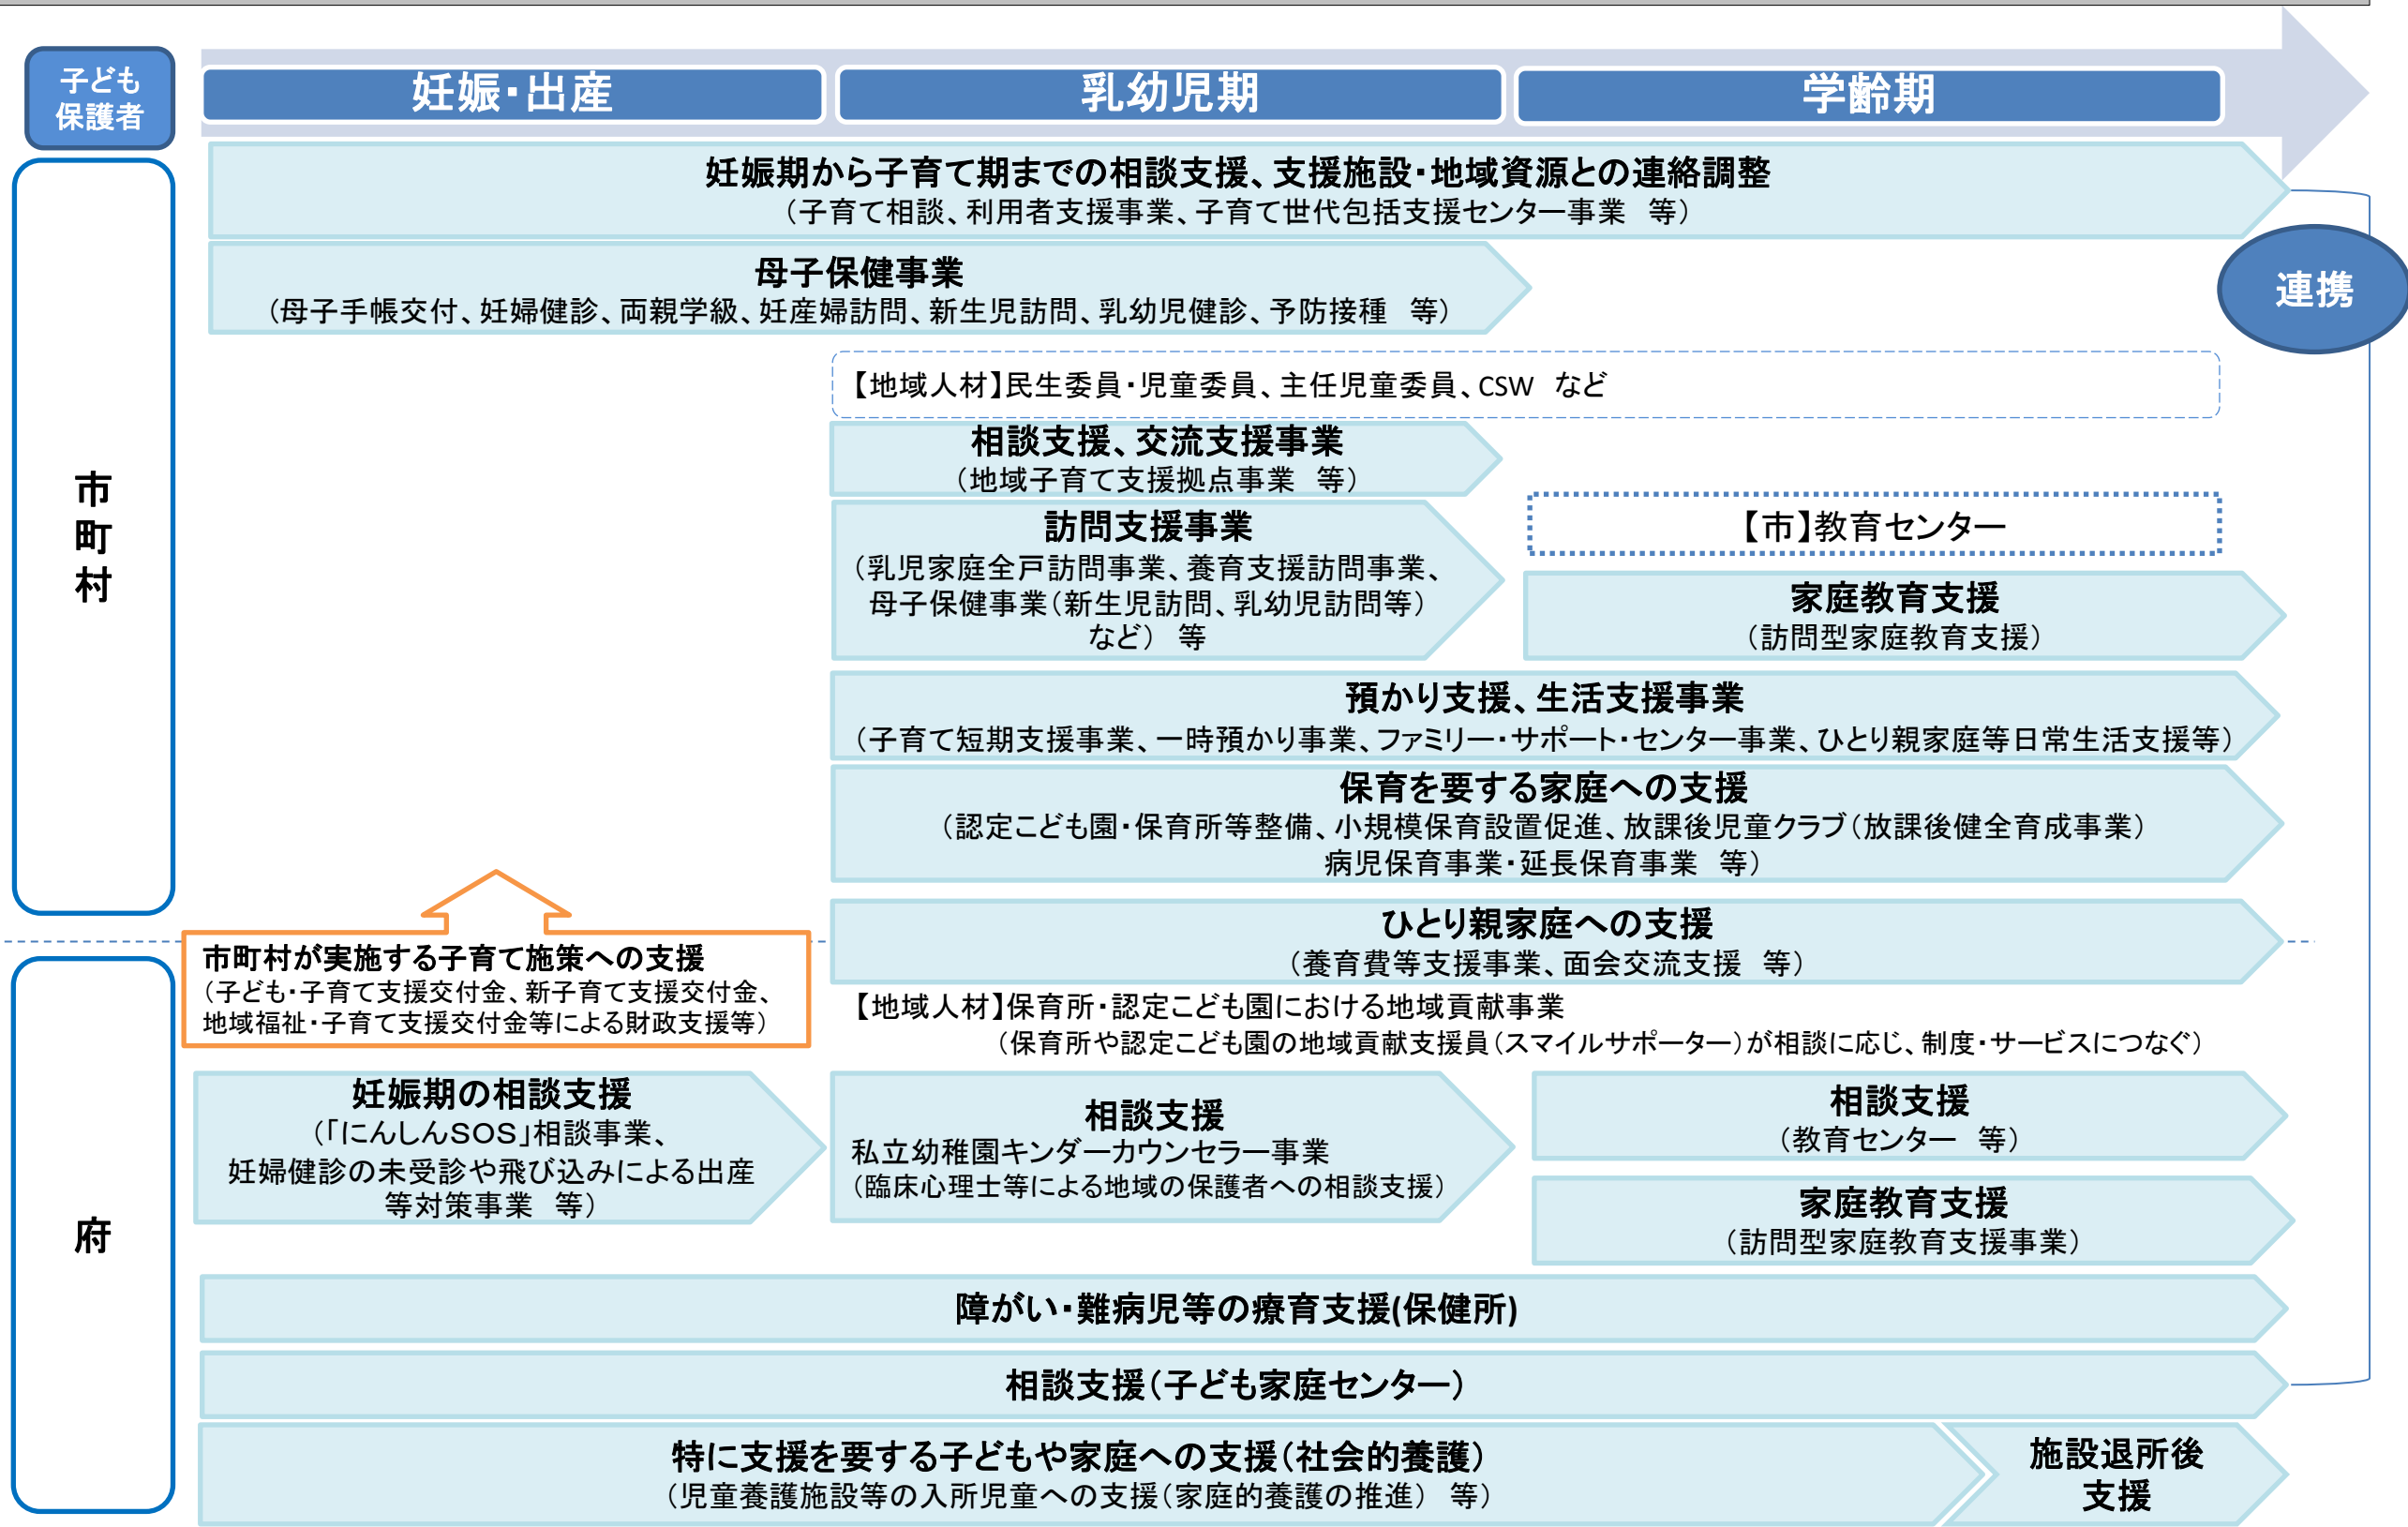 子ども
保護者
妊娠・出産
乳幼児期
学齢期
妊娠期から子育て期までの相談支援、支援施設・地域資源との連絡調整
（子育て相談、利用者支援事業、子育て世代包括支援センター事業　等）
母子保健事業
（母子手帳交付、妊婦健診、両親学級、妊産婦訪問、新生児訪問、乳幼児健診、予防接種　等）
連携
市
町
村
【地域人材】民生委員・児童委員、主任児童委員、CSW　など
相談支援、交流支援事業
（地域子育て支援拠点事業　等）
訪問支援事業
（乳児家庭全戸訪問事業、養育支援訪問事業、
母子保健事業（新生児訪問、乳幼児訪問等）
など）　等
【市】教育センター
家庭教育支援
（訪問型家庭教育支援）
預かり支援、生活支援事業
（子育て短期支援事業、一時預かり事業、ファミリー・サポート・センター事業、ひとり親家庭等日常生活支援等）
保育を要する家庭への支援
（認定こども園・保育所等整備、小規模保育設置促進、放課後児童クラブ（放課後健全育成事業）
病児保育事業・延長保育事業　等）
ひとり親家庭への支援
（養育費等支援事業、面会交流支援　等）
市町村が実施する子育て施策への支援
（子ども・子育て支援交付金、新子育て支援交付金、
地域福祉・子育て支援交付金等による財政支援等）
【地域人材】保育所・認定こども園における地域貢献事業
（保育所や認定こども園の地域貢献支援員（スマイルサポーター）が相談に応じ、制度・サービスにつなぐ）
府
妊娠期の相談支援
（「にんしんＳＯＳ」相談事業、
妊婦健診の未受診や飛び込みによる出産
等対策事業　等）
相談支援
私立幼稚園キンダーカウンセラー事業
（臨床心理士等による地域の保護者への相談支援）
相談支援
（教育センター　等）
家庭教育支援
（訪問型家庭教育支援事業）
障がい・難病児等の療育支援(保健所)
相談支援（子ども家庭センター）
特に支援を要する子どもや家庭への支援（社会的養護）
（児童養護施設等の入所児童への支援（家庭的養護の推進）　等）
施設退所後
支援